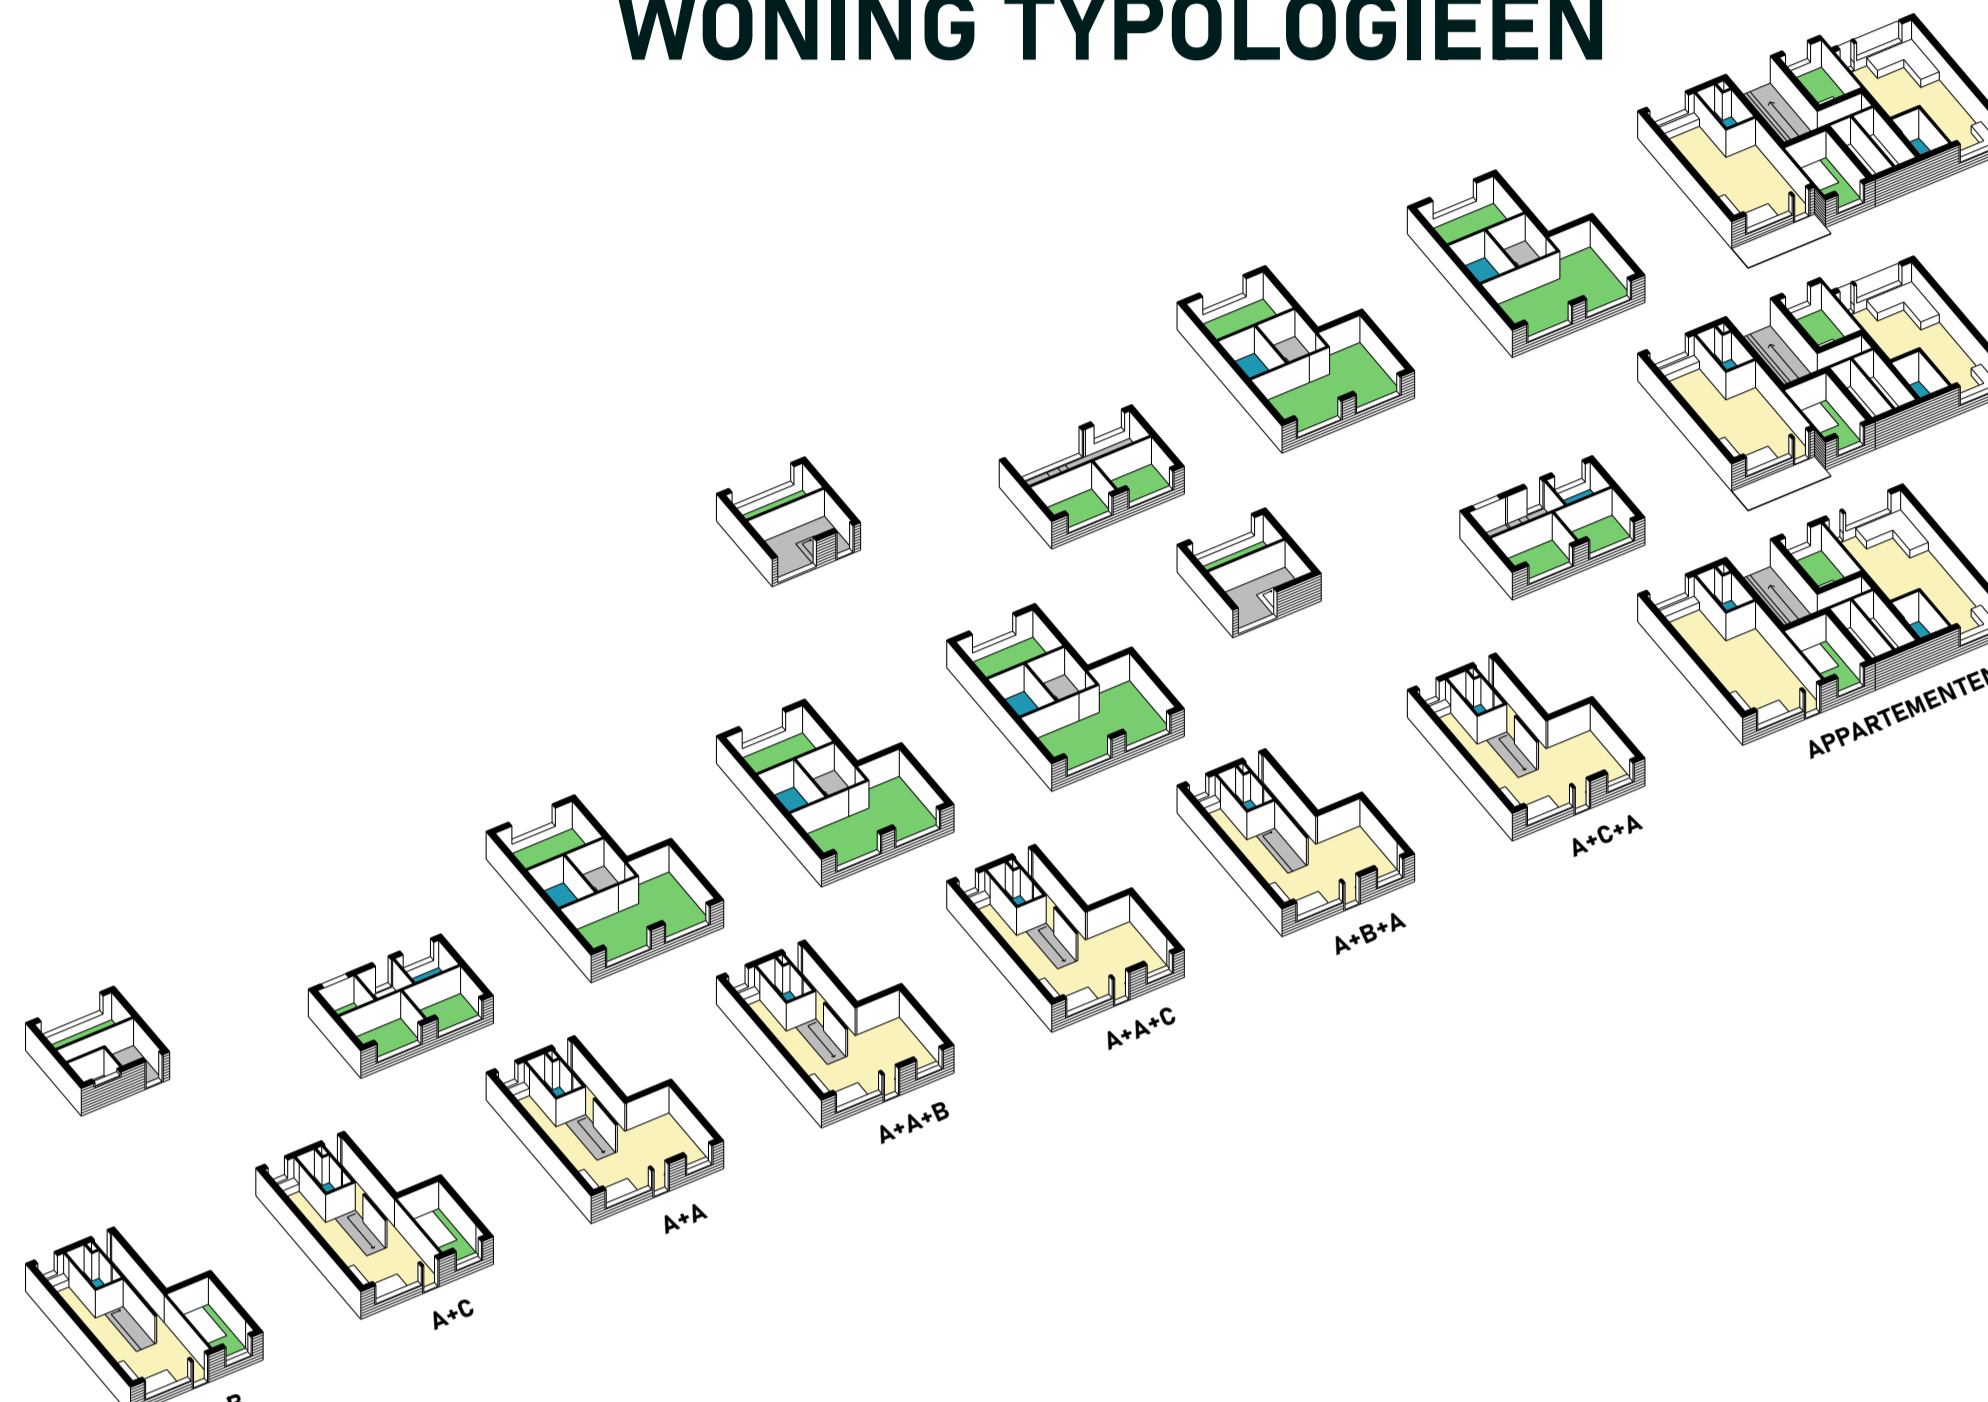 WONING TYPOLOGIEEN
APPARTEMENTEN
A+C+A
A+B+A
A+A+C
A+A+B
A+A
A+C
B